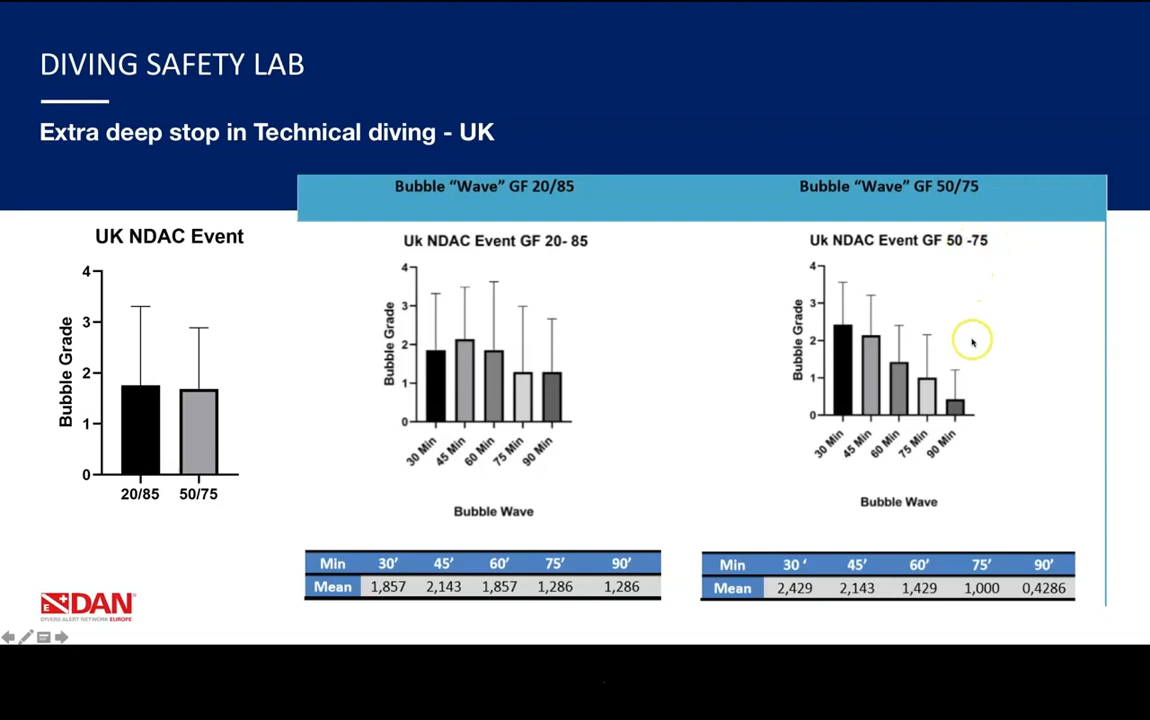 DIVING SAFETY LAB
Extra deep stop in Technical diving - UK
Bubble “Wave” GF 20/85
Bubble “Wave” GF 50/75
UK NDAC Event
4
3
2
1
0
Bubble Grade
20/85 50/75
Uk NDAC Event GF 20- 85
4
3
2
1
0
Bubble Grade
30 Min 45 Min 60 Min 75 Min 90 Min
Bubble Wave
Uk NDAC Event GF 50 -75
4
3
2
1
0
Bubble Grade
30 Min 45 Min 60 Min 75 Min 90 Min
Bubble Wave
Min 30’ 45’ 60’ 75’ 90’
Mean 1,857 2,143 1,857 1,286 1,286
Min 30 ‘ 45’ 60’ 75’ 90’
Mean 2,429 2,143 1,429 1,000 0,4286
E DAN
DIVERS ALERT NETWORK EUROPE